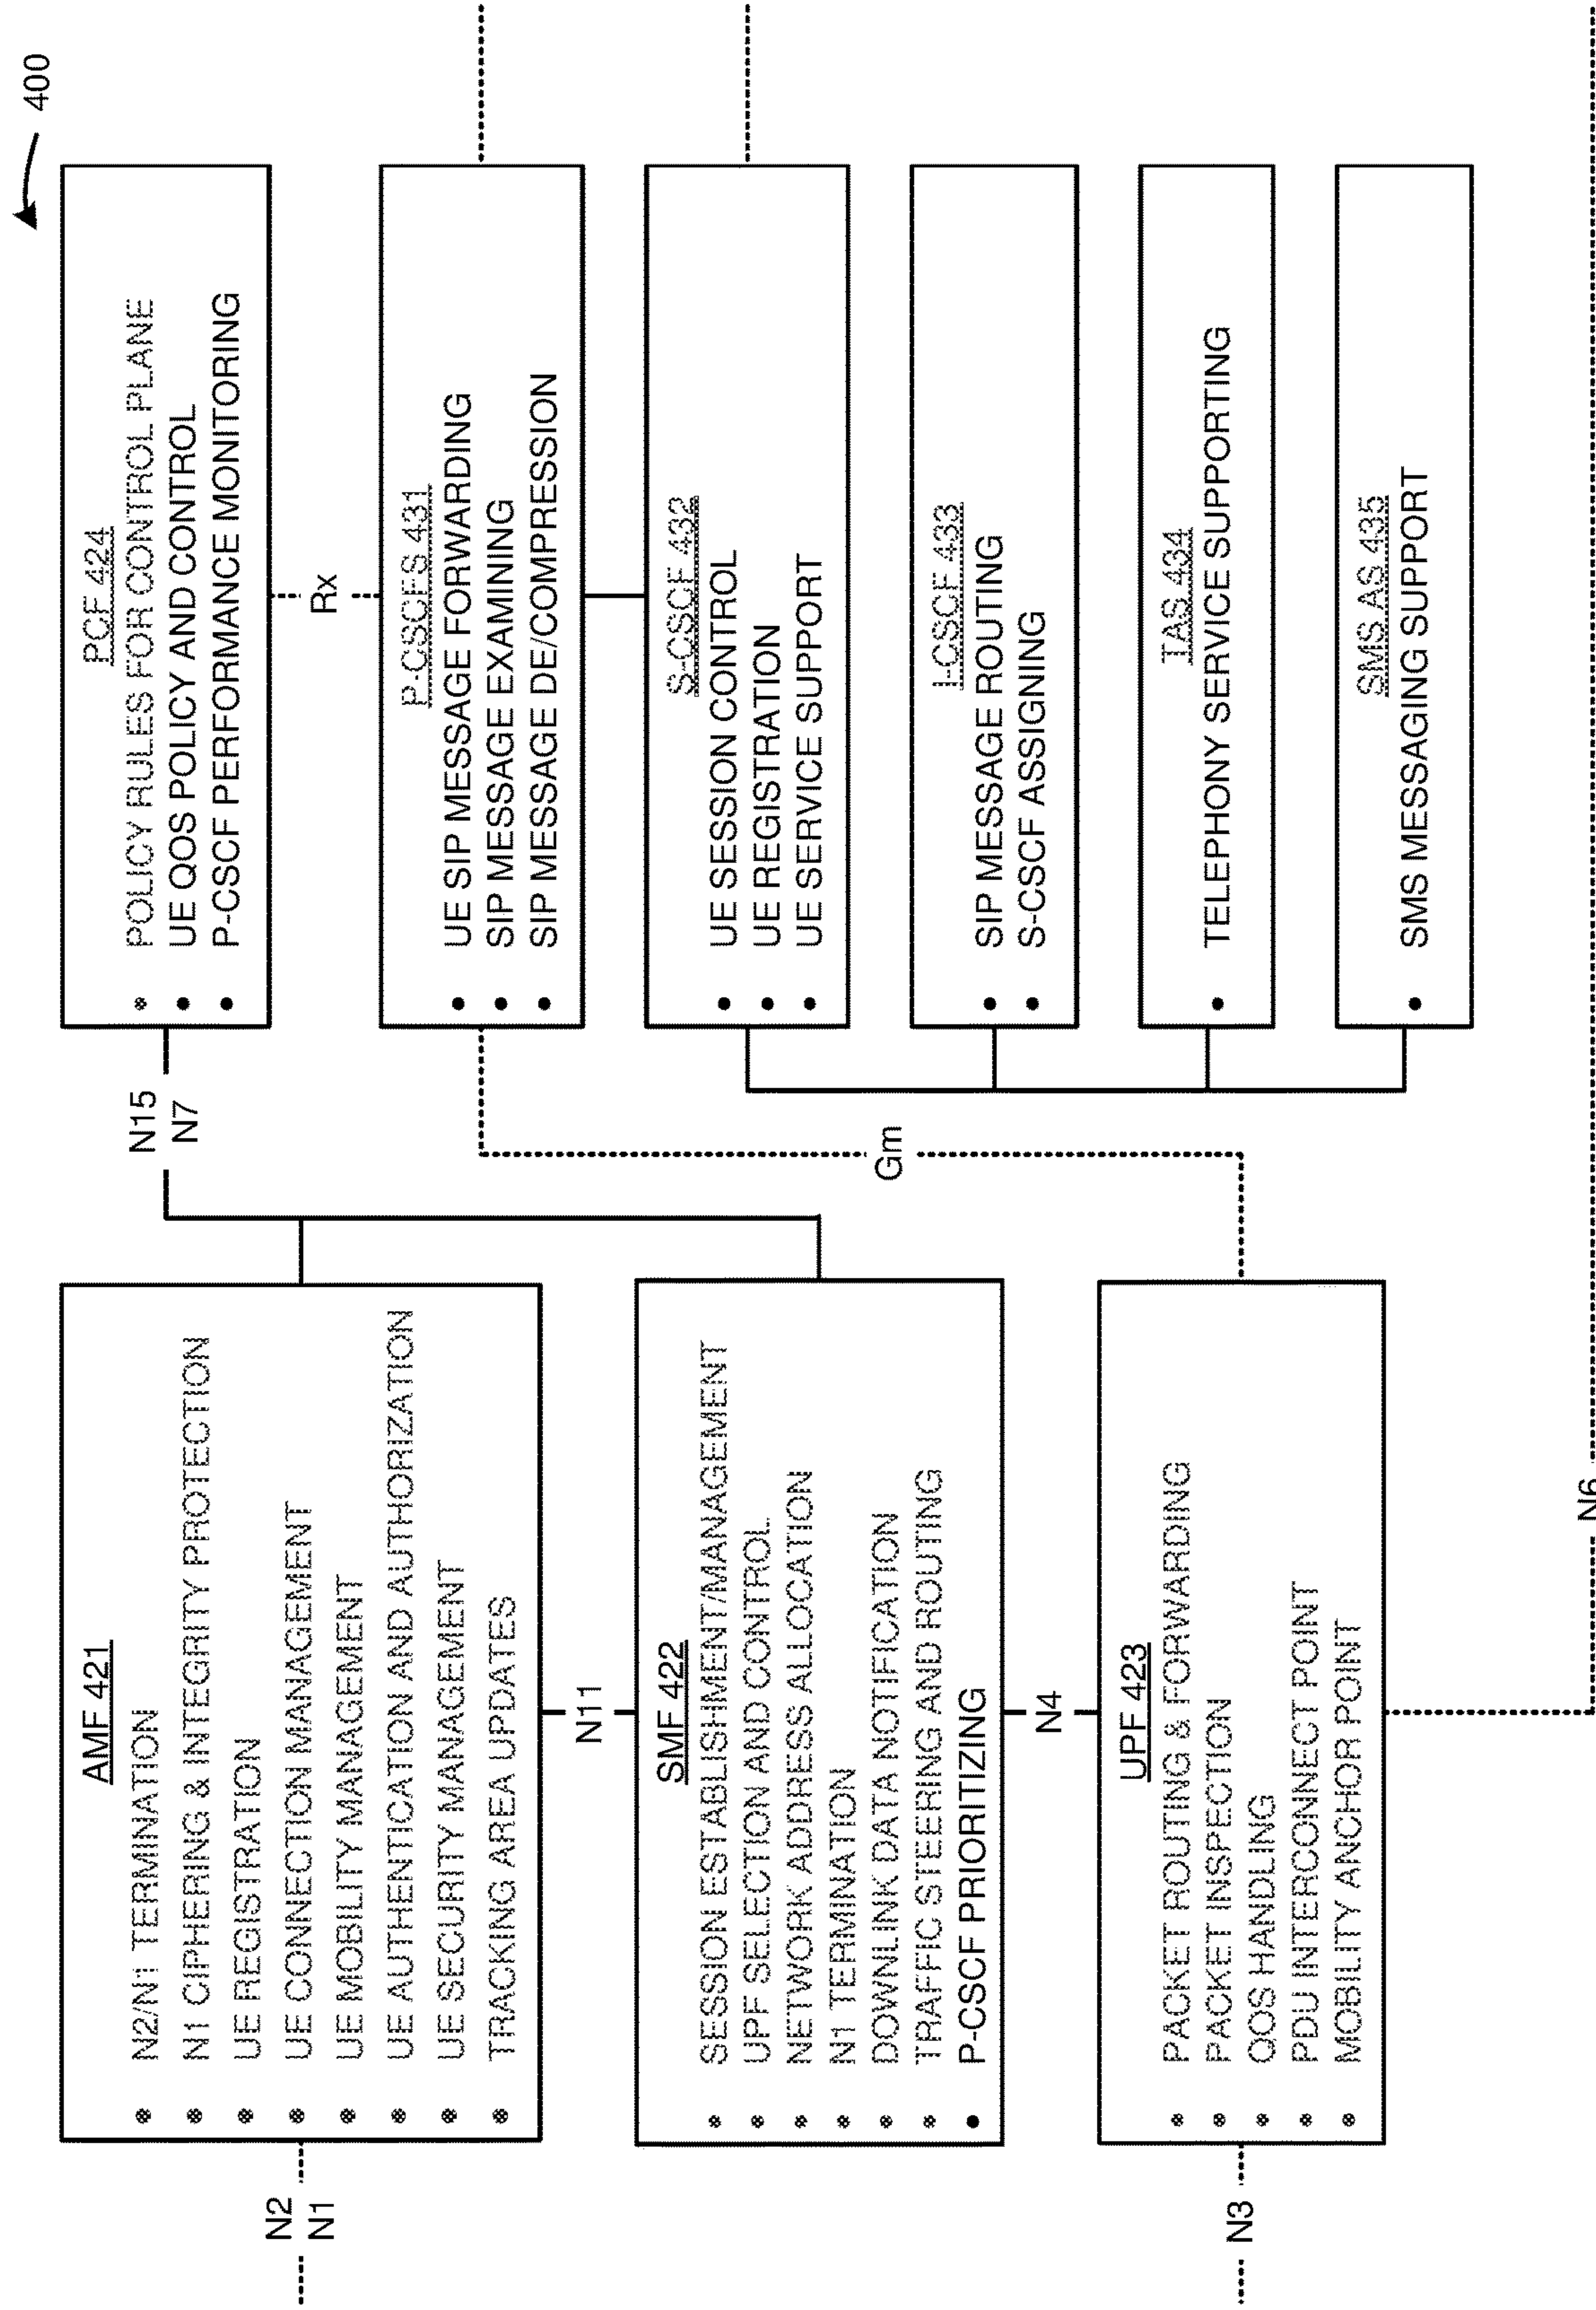 400
N2
N1
AMF 421
• N2/N1 TERMINATION
• N1 CIPHERING & INTEGRITY PROTECTION
• UE REGISTRATION
• UE CONNECTION MANAGEMENT
• UE MOBILITY MANAGEMENT
• UE AUTHENTICATION AND AUTHORIZATION
• UE SECURITY MANAGEMENT
• TRACKING AREA UPDATES
N11
SMF 422
• SESSION ESTABLISHMENT/MANAGEMENT
• UPF SELECTION AND CONTROL
• NETWORK ADDRESS ALLOCATION
• N1 TERMINATION
• DOWNLINK DATA NOTIFICATION
• TRAFFIC STEERING AND ROUTING
• P-CSCF PRIORITIZING
N4
N3
UPF 423
• PACKET ROUTING & FORWARDING
• PACKET INSPECTION
• QOS HANDLING
• PDU INTERCONNECT POINT
• MOBILITY ANCHOR POINT
N6
N15
N7
Gm
PCF 424
• POLICY RULES FOR CONTROL PLANE
• UE QOS POLICY AND CONTROL
• P-CSCF PERFORMANCE MONITORING
Rx
P-CSCFS 431
• UE SIP MESSAGE FORWARDING
• SIP MESSAGE EXAMINING
• SIP MESSAGE DE/COMPRESSION
S-CSCF 432
• UE SESSION CONTROL
• UE REGISTRATION
• UE SERVICE SUPPORT
I-CSCF 433
• SIP MESSAGE ROUTING
• S-CSCF ASSIGNING
TAS 434
• TELEPHONY SERVICE SUPPORTING
SMS AS 435
• SMS MESSAGING SUPPORT